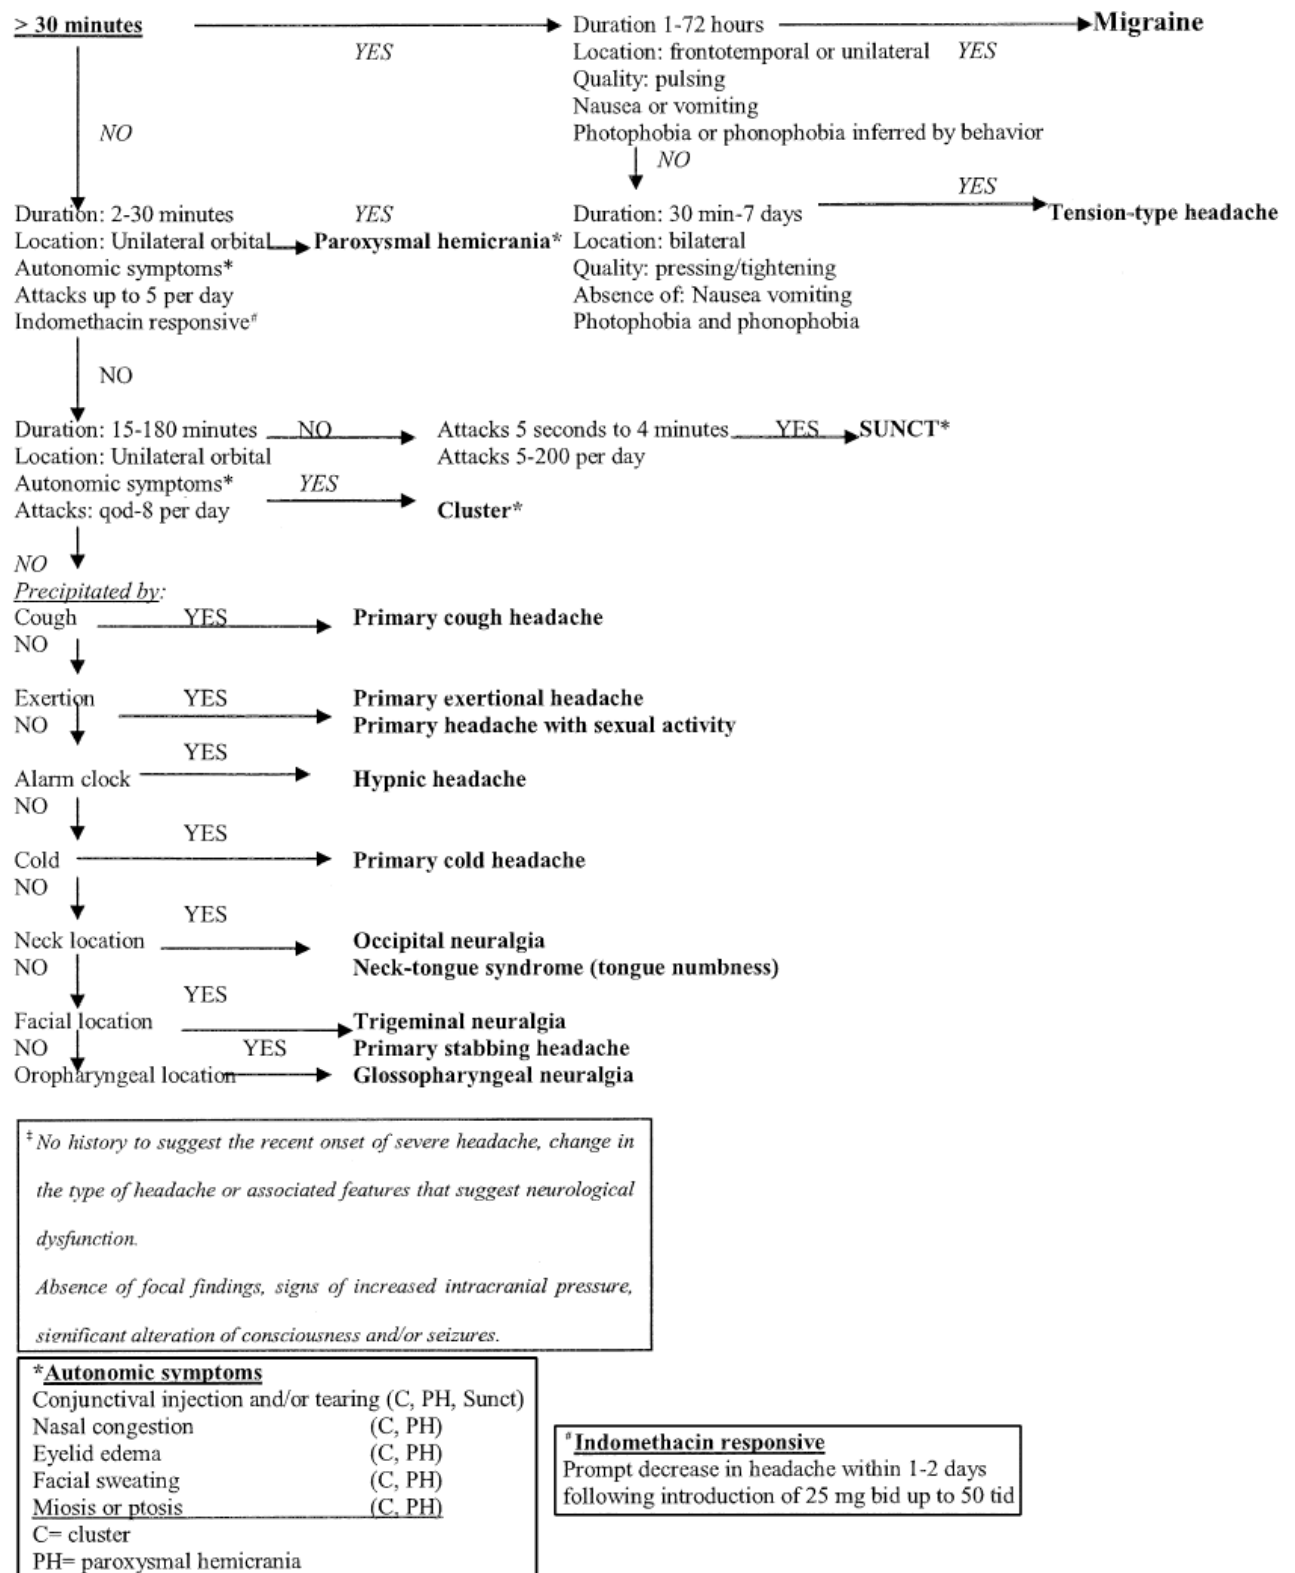 > 30 minutes YES Duration 1-72 hours YES Migraine
Location: frontotemporal or unilateral
Quality: pulsing
Nausea or vomiting
NO Photophobia or phonophobia inferred by behavior
NO
Duration: 2-30 minutes YES Duration: 30 min-7 days YES Tension-type headache
Location: Unilateral orbital Paroxysmal hemicrania* Location: bilateral
Autonomic symptoms* Quality: pressing/tightening
Attacks up to 5 per day Absence of: Nausea vomiting
Indomethacin responsive# Photophobia and phonophobia
NO
Duration: 15-180 minutes NO Attacks 5 seconds to 4 minutes YES SUNCT*
Location: Unilateral orbital Attacks 5-200 per day
Autonomic symptoms* YES
Attacks: qod-8 per day Cluster*
NO
Precipitated by:
Cough YES Primary cough headache
NO
Exertion YES Primary exertional headache
NO Primary headache with sexual activity
YES
Alarm clock Hypnic headache
NO
YES
Cold Primary cold headache
NO
YES
Neck location Occipital neuralgia
NO Neck-tongue syndrome (tongue numbness)
YES
Facial location Trigeminal neuralgia
NO YES Primary stabbing headache
Oropharyngeal location Glossopharyngeal neuralgia
‡No history to suggest the recent onset of severe headache, change in
the type of headache or associated features that suggest neurological
dysfunction.
Absence of focal findings, signs of increased intracranial pressure,
significant alteration of consciousness and/or seizures.
*Autonomic symptoms
Conjunctival injection and/or tearing (C, PH, Sunct)
Nasal congestion (C, PH)
Eyelid edema (C, PH)
Facial sweating (C, PH)
Miosis or ptosis (C, PH)
C= cluster
PH= paroxysmal hemicrania
#Indomethacin responsive
Prompt decrease in headache within 1-2 days
following introduction of 25 mg bid up to 50 tid